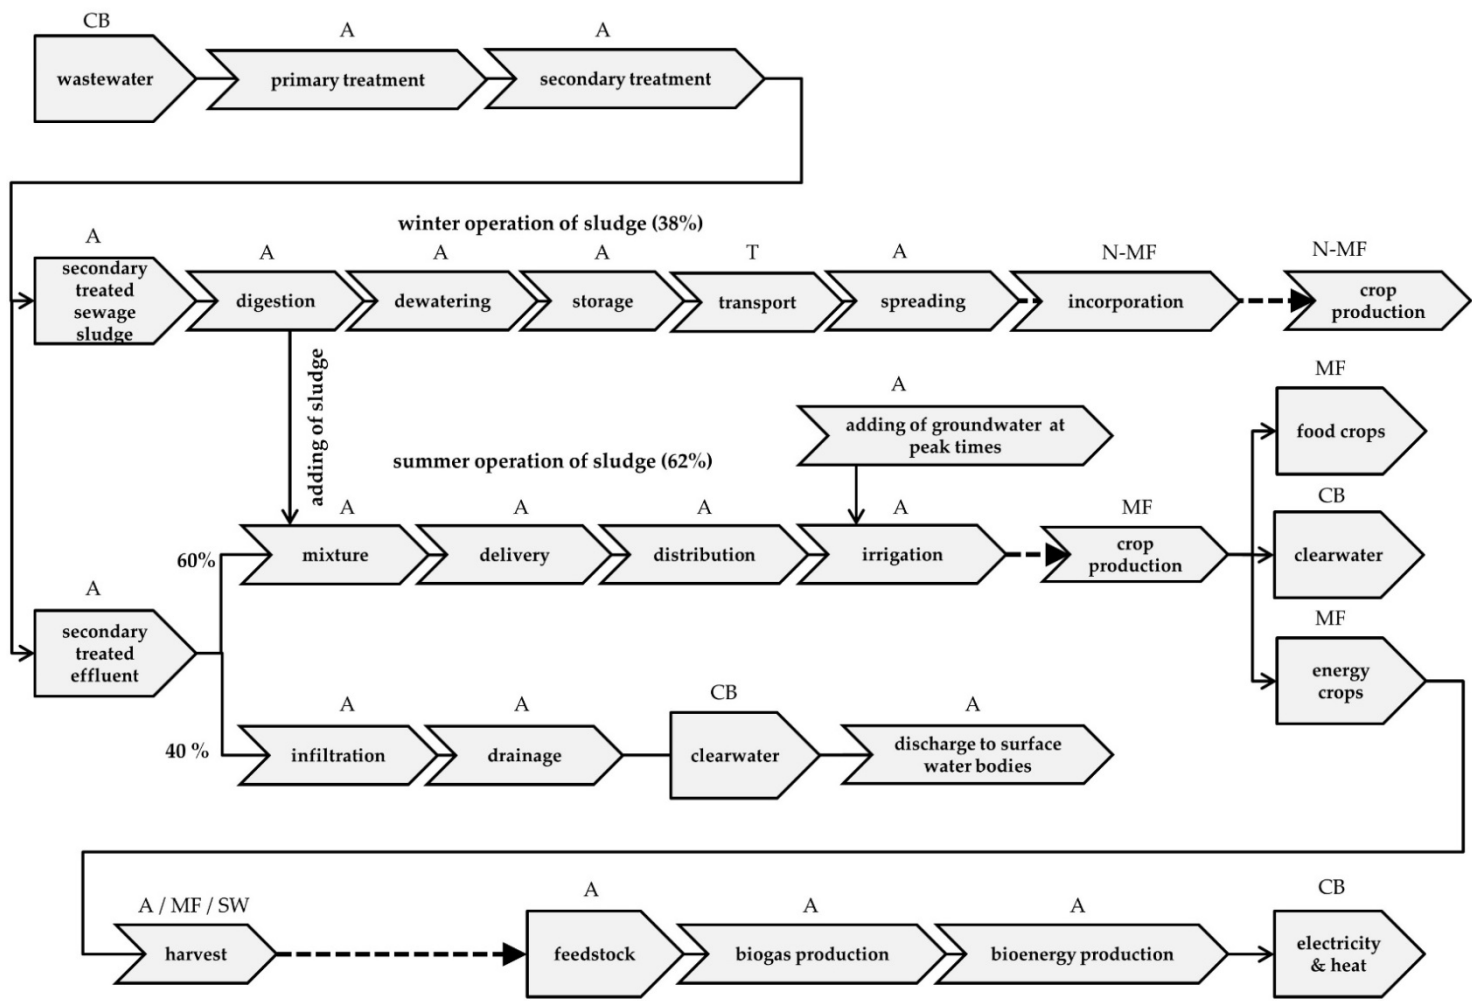 CB
A
A
wastewater
primary treatment
secondary treatment
winter operation of sludge (38%)
A
A
A
A
T
A
N-MF
N-MF
secondary
treated
sewage
sludge
digestion
dewatering
storage
transport
spreading
incorporation
crop
production
adding of sludge
A
adding of groundwater at
peak times
MF
food crops
summer operation of sludge (62%)
A
A
A
A
MF
CB
60%
mixture
delivery
distribution
irrigation
crop
production
clearwater
A
secondary
treated
effluent
MF
energy
crops
40 %
A
A
CB
A
infiltration
drainage
clearwater
discharge to surface
water bodies
A / MF / SW
A
A
A
CB
harvest
feedstock
biogas production
bioenergy production
electricity
& heat